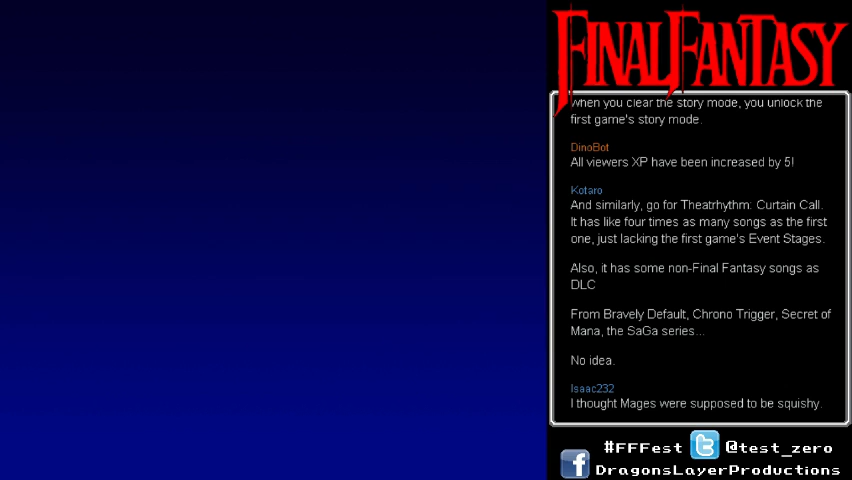 FINAL FANTASY
when you clear the story mode, you unlock the
first game's story mode.
DinoBot
All viewers XP have been increased by 5!
Kotaro
And similarly, go for Theatrhythm: Curtain Call.
It has like four times as many songs as the first
one, just lacking the first game's Event Stages.
Also, it has some non-Final Fantasy songs as
DLC
From Bravely Default, Chrono Trigger, Secret of
Mana, the SaGa series...
No idea.
Isaac232
I thought Mages were supposed to be squishy.
#FFFest @test_zero
DragonsLayerProductions